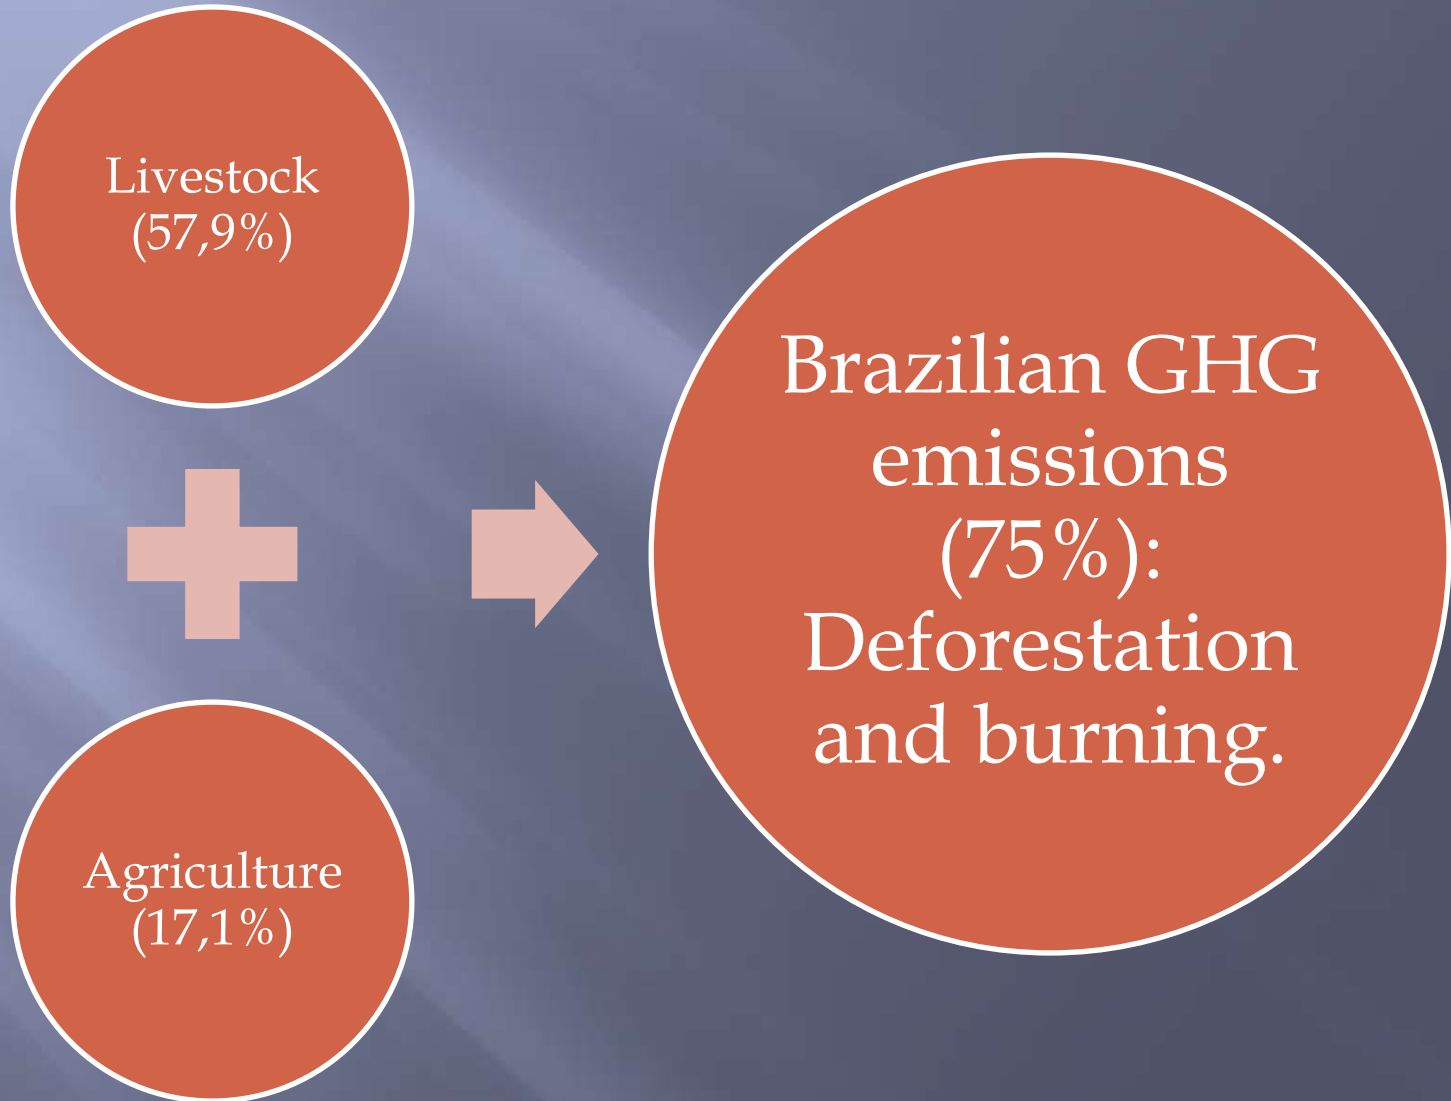 Livestock
(57,9%)
Agriculture
(17,1%)
Brazilian GHG
emissions
(75%):
Deforestation
and burning.